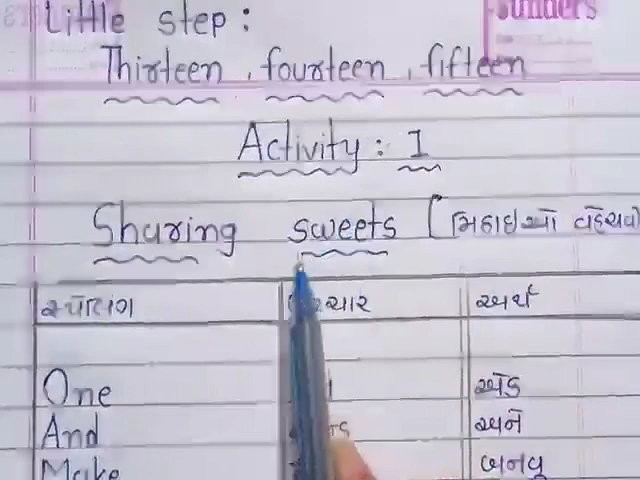 Little step:
Thirteen, fourteen, fifteen
Activity: 1
Sharing sweets [મિઠાઇઓ વહેંચવી
સ્પેલિંગ અર્થ
One એક
And અને
Make બનવુ